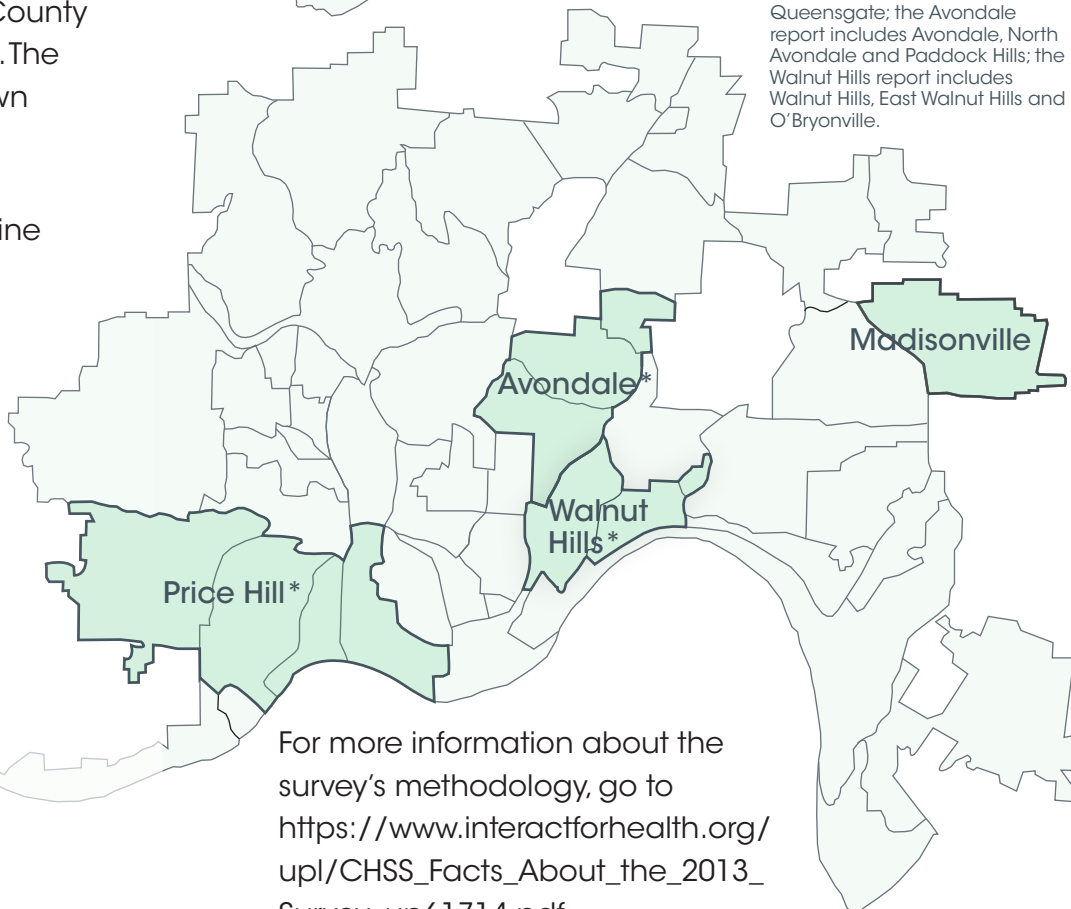 County
. The
wn
ine
Queensgate; the Avondale
report includes Avondale, North
Avondale and Paddock Hills; the
Walnut Hills report includes
Walnut Hills, East Walnut Hills and
O'Bryonville.
Madisonville
Avondale*
Walnut
Hills*
Price Hill*
For more information about the
survey's methodology, go to
https://www.interactforhealth.org/
upl/CHSS_Facts_About_the_2013_